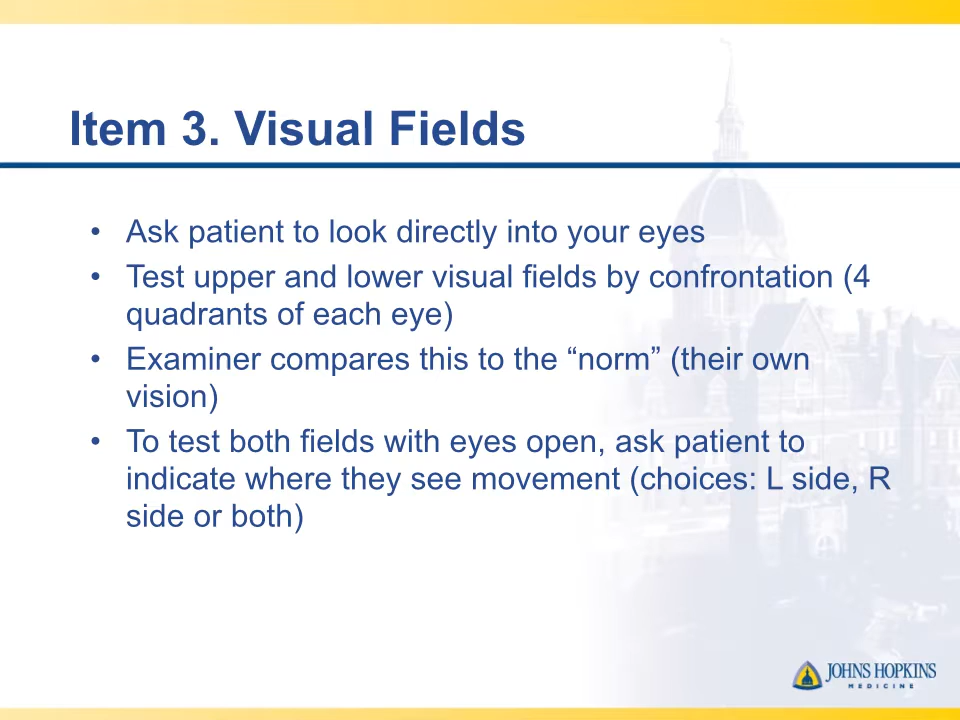 Item 3. Visual Fields
• Ask patient to look directly into your eyes
• Test upper and lower visual fields by confrontation (4
quadrants of each eye)
• Examiner compares this to the “norm” (their own
vision)
• To test both fields with eyes open, ask patient to
indicate where they see movement (choices: L side, R
side or both)
JOHNS HOPKINS
MEDICINE